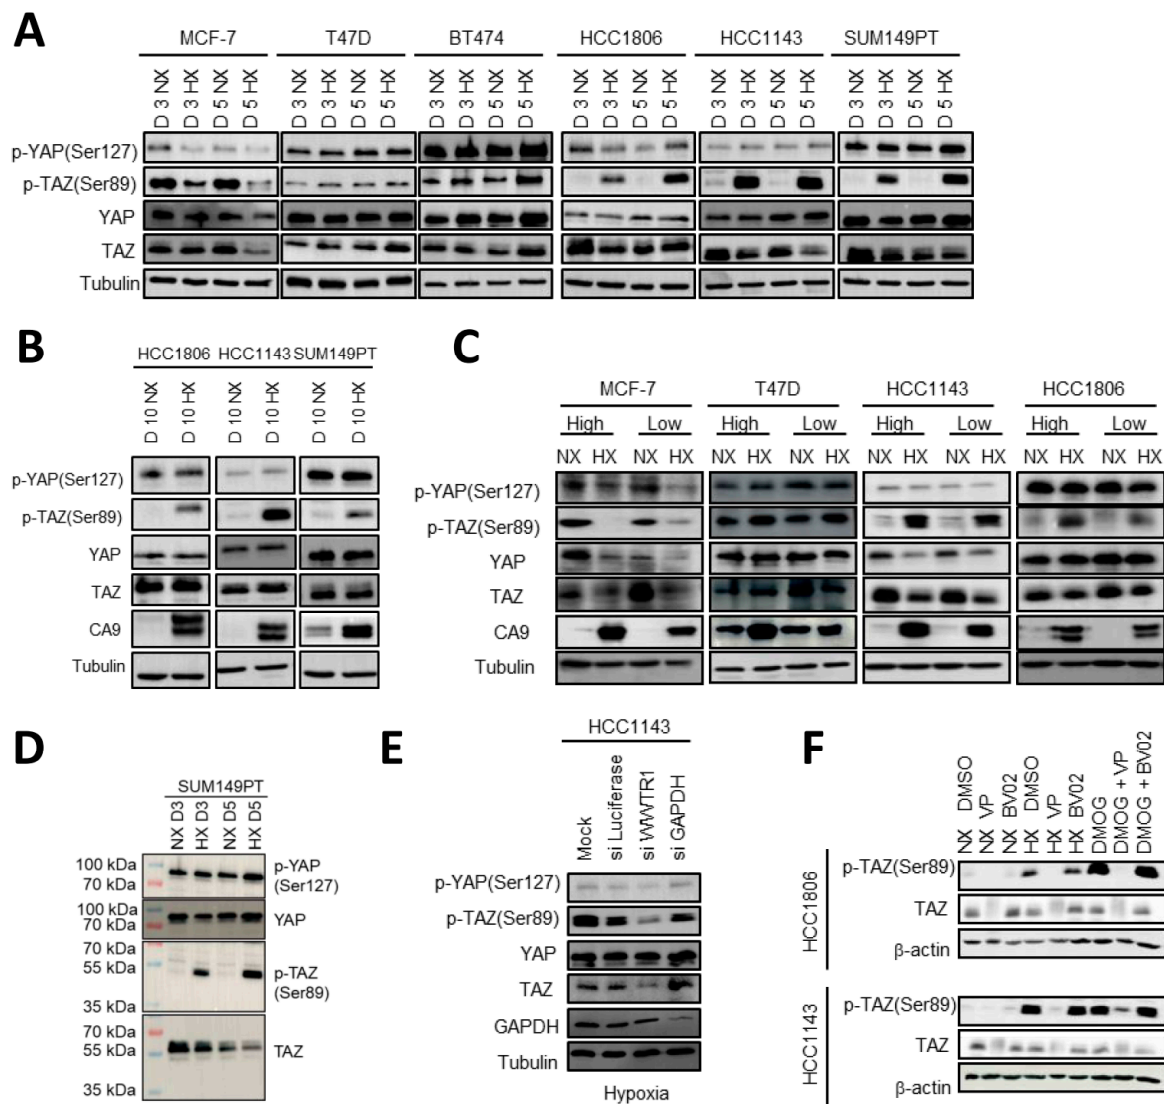 A
MCF-7 T47D BT474 HCC1806 HCC1143 SUM149PT
D 3 NX D 3 HX D 5 NX D 5 HX D 3 NX D 3 HX D 5 NX D 5 HX D 3 NX D 3 HX D 5 NX D 5 HX D 3 NX D 3 HX D 5 NX D 5 HX D 3 NX D 3 HX D 5 NX D 5 HX D 3 NX D 3 HX D 5 NX D 5 HX
p-YAP(Ser127)
p-TAZ(Ser89)
YAP
TAZ
Tubulin
B
HCC1806 HCC1143 SUM149PT
D 10 NX D 10 HX D 10 NX D 10 HX D 10 NX D 10 HX
p-YAP(Ser127)
p-TAZ(Ser89)
YAP
TAZ
CA9
Tubulin
C
MCF-7 T47D HCC1143 HCC1806
High Low High Low High Low High Low
NX HX NX HX NX HX NX HX NX HX NX HX NX HX NX HX
p-YAP(Ser127)
p-TAZ(Ser89)
YAP
TAZ
CA9
Tubulin
D
SUM149PT
NX D3 HX D3 NX D5 HX D5
100 kDa
70 kDa
p-YAP
(Ser127)
100 kDa
70 kDa
YAP
70 kDa
55 kDa
35 kDa
p-TAZ
(Ser89)
70 kDa
55 kDa
35 kDa
TAZ
E
HCC1143
Mock si Luciferase si WWTR1 si GAPDH
p-YAP(Ser127)
p-TAZ(Ser89)
YAP
TAZ
GAPDH
Tubulin
Hypoxia
F
NX DMSO NX VP NX BV02 HX DMSO HX VP HX BV02 DMOG DMOG + VP DMOG + BV02
HCC1806
p-TAZ(Ser89)
TAZ
β-actin
HCC1143
p-TAZ(Ser89)
TAZ
β-actin